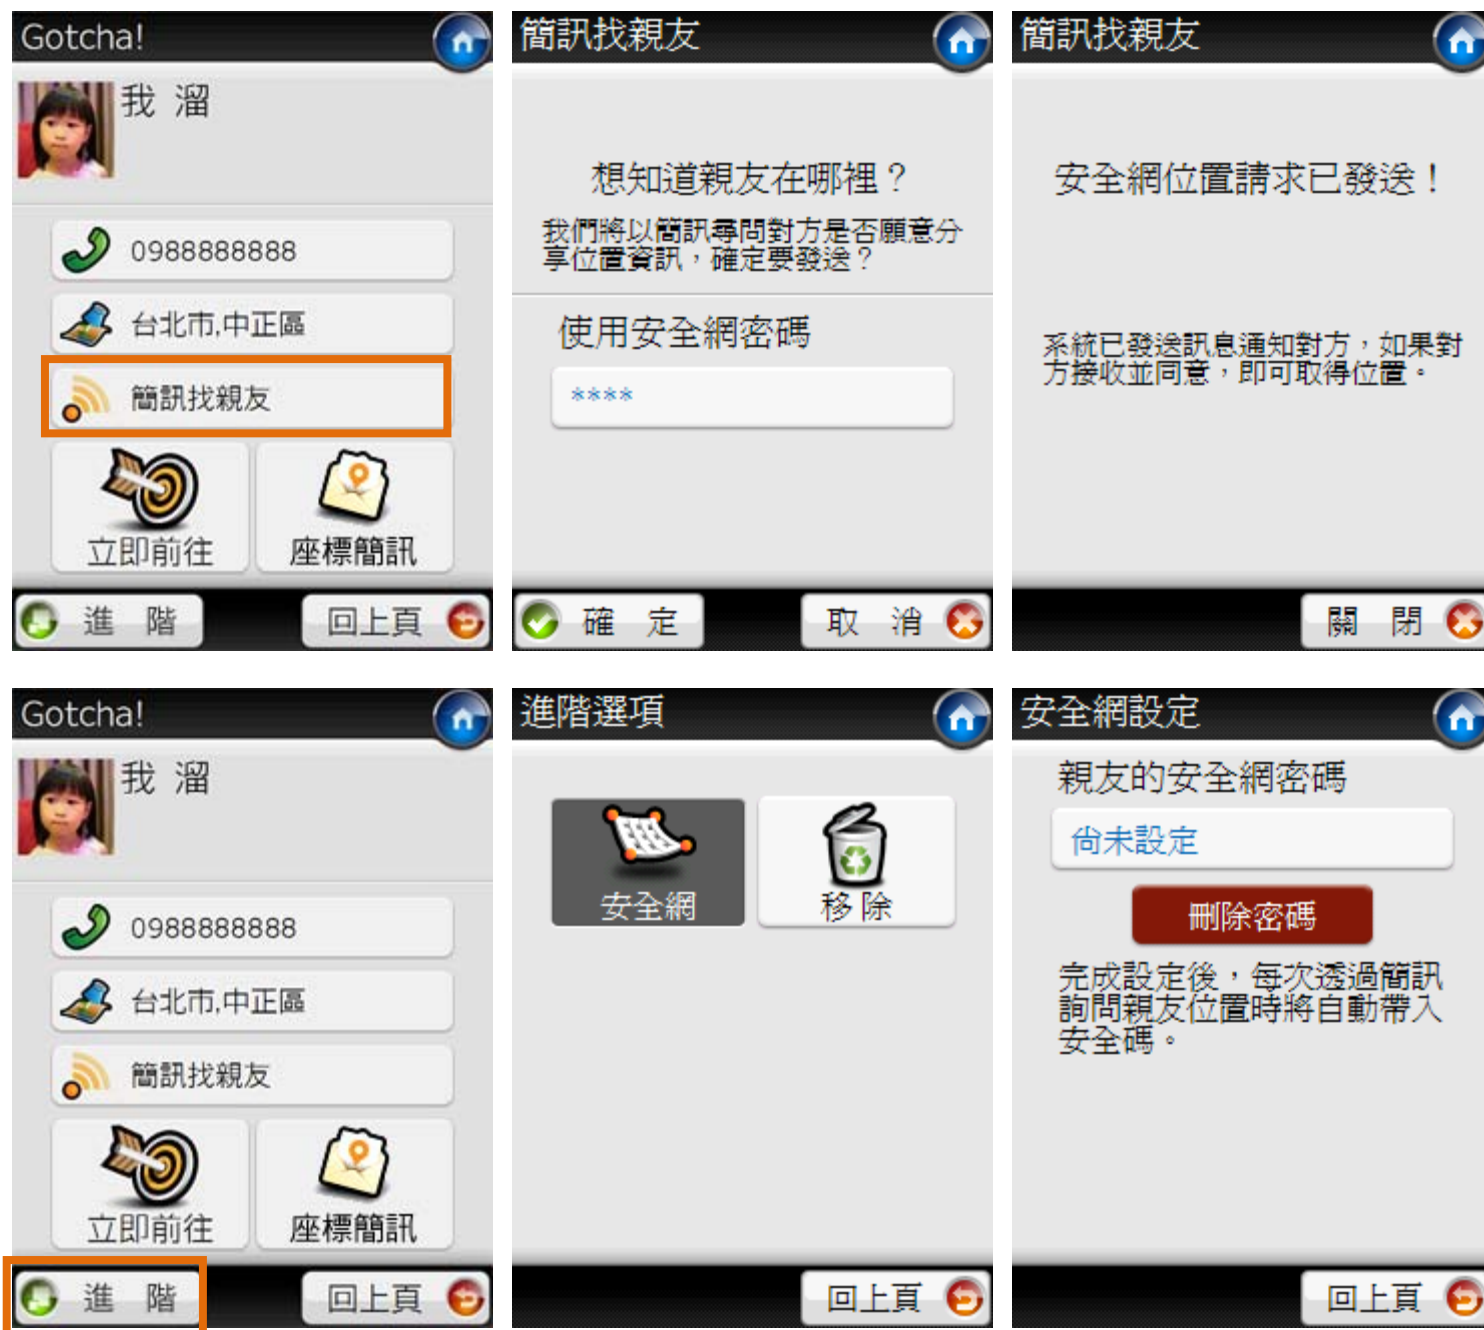 Gotcha!
我 溜
0988888888
台北市,中正區
簡訊找親友
立即前往
座標簡訊
進 階
回上頁
簡訊找親友
想知道親友在哪裡？
我們將以簡訊尋問對方是否願意分
享位置資訊，確定要發送？
使用安全網密碼
****
確 定
取 消
簡訊找親友
安全網位置請求已發送！
系統已發送訊息通知對方，如果對
方接收並同意，即可取得位置。
關 閉
Gotcha!
我 溜
0988888888
台北市,中正區
簡訊找親友
立即前往
座標簡訊
進 階
回上頁
進階選項
安全網
移除
回上頁
安全網設定
親友的安全網密碼
尚未設定
刪除密碼
完成設定後，每次透過簡訊
詢問親友位置時將自動帶入
安全碼。
回上頁